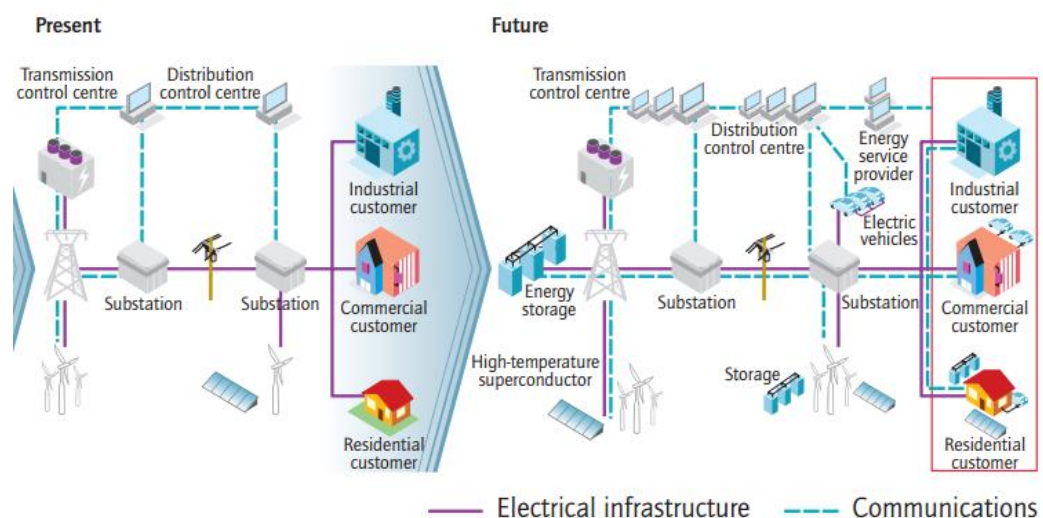 Present
Transmission
control centre
Distribution
control centre
Industrial
customer
Substation
Substation
Commercial
customer
Residential
customer
Future
Transmission
control centre
Distribution
control centre
Energy
service
provider
Industrial
customer
Electric
vehicles
Energy
storage
Substation
Substation
Commercial
customer
High-temperature
superconductor
Storage
Residential
customer
Electrical infrastructure
Communications